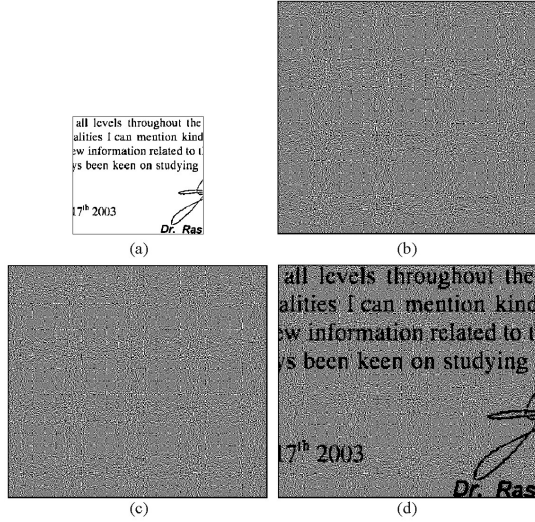 all levels throughout the
alities I can mention kind
ew information related to t
ys been keen on studying
17th 2003
Dr. Ras
(a)
(b)
(c)
all levels throughout the
alities I can mention kind
ew information related to t
ys been keen on studying
17th 2003
Dr. Ras
(d)